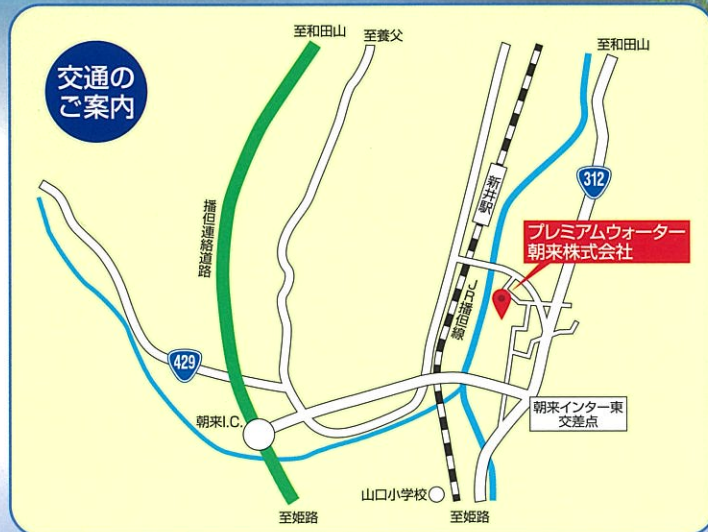 交通の
ご案内
至和田山
至養父
至和田山
312
新井駅
播但連絡道路
プレミアムウォーター
朝来株式会社
JR播但線
429
朝来I.C.
朝来インター東
交差点
山口小学校
至姫路
至姫路